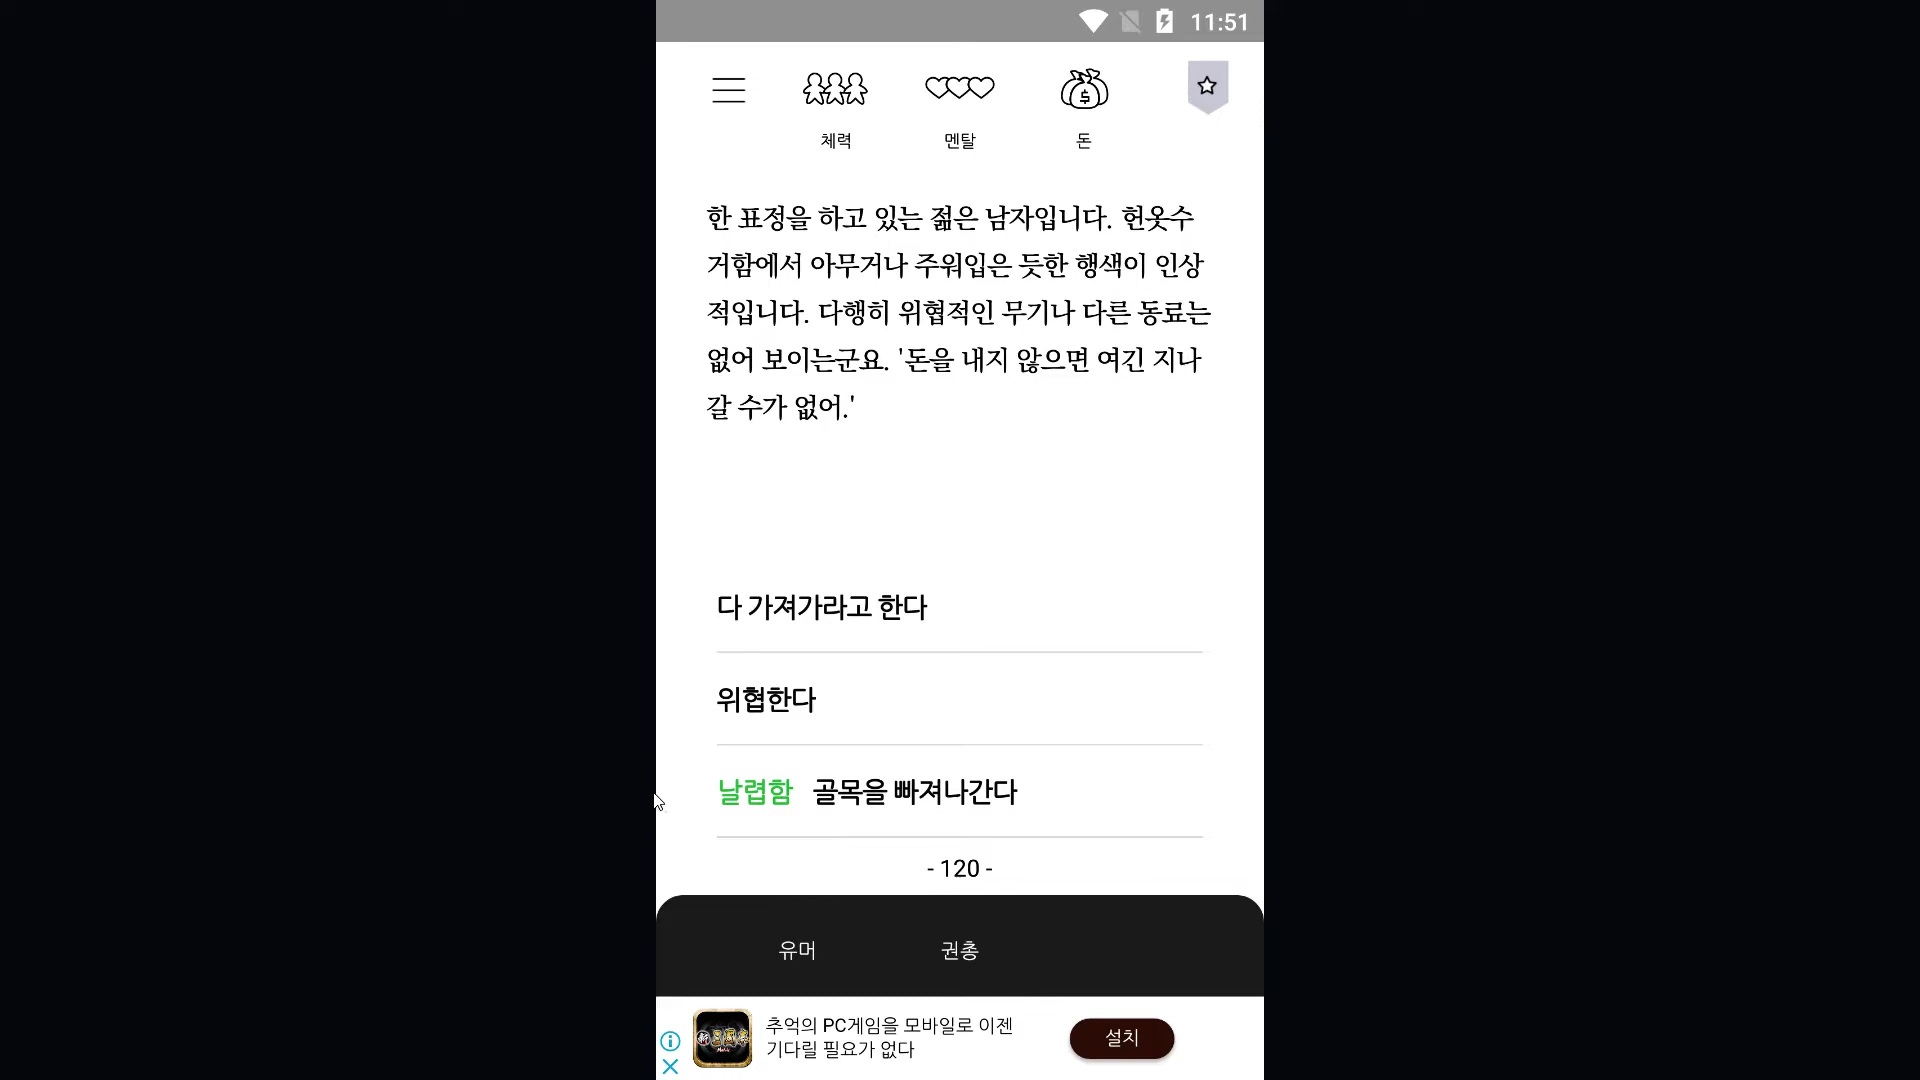 11:51
체력 멘탈 돈
한 표정을 하고 있는 젊은 남자입니다. 헌옷수
거함에서 아무거나 주워입은 듯한 행색이 인상
적입니다. 다행히 위협적인 무기나 다른 동료는
없어 보이는군요. '돈을 내지 않으면 여긴 지나
갈 수가 없어.'
다 가져가라고 한다
위협한다
날렵함 골목을 빠져나간다
- 120 -
유머 권총
추억의 PC게임을 모바일로 이젠
기다릴 필요가 없다
설치